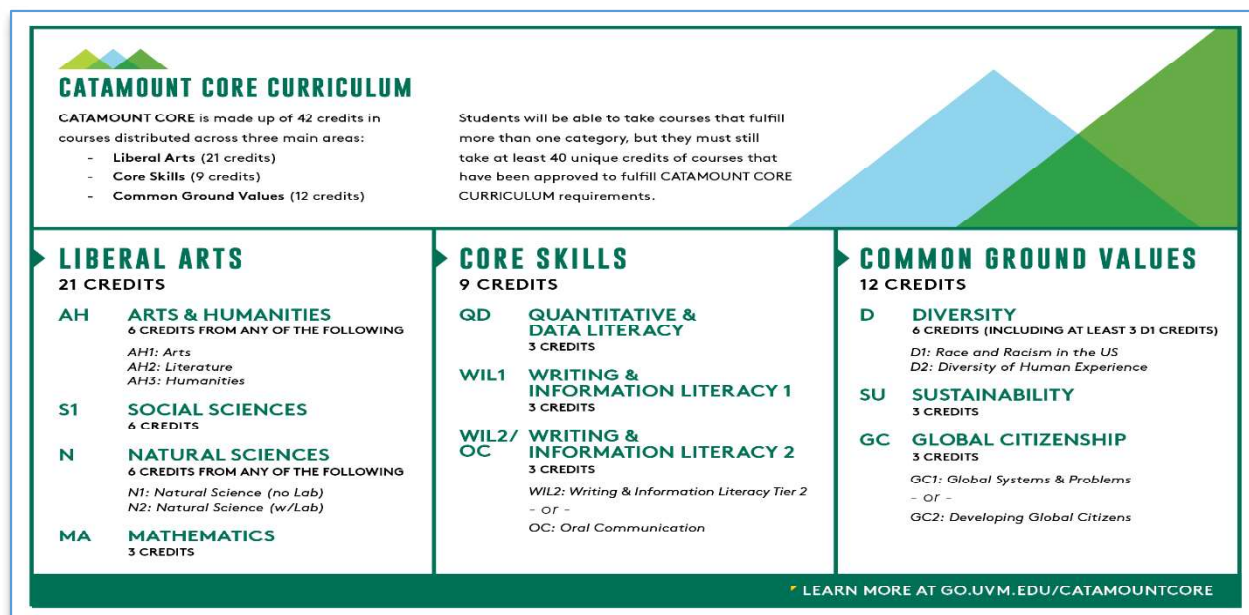 CATAMOUNT CORE CURRICULUM
CATAMOUNT CORE is made up of 42 credits in
courses distributed across three main areas:
- Liberal Arts (21 credits)
- Core Skills (9 credits)
- Common Ground Values (12 credits)
Students will be able to take courses that fulfill
more than one category, but they must still
take at least 40 unique credits of courses that
have been approved to fulfill CATAMOUNT CORE
CURRICULUM requirements.
LIBERAL ARTS
21 CREDITS
AH ARTS & HUMANITIES
6 CREDITS FROM ANY OF THE FOLLOWING
AH1: Arts
AH2: Literature
AH3: Humanities
S1 SOCIAL SCIENCES
6 CREDITS
N NATURAL SCIENCES
6 CREDITS FROM ANY OF THE FOLLOWING
N1: Natural Science (no Lab)
N2: Natural Science (w/Lab)
MA MATHEMATICS
3 CREDITS
CORE SKILLS
9 CREDITS
QD QUANTITATIVE &
DATA LITERACY
3 CREDITS
WIL1 WRITING &
INFORMATION LITERACY 1
3 CREDITS
WIL2/ WRITING &
OC INFORMATION LITERACY 2
3 CREDITS
WIL2: Writing & Information Literacy Tier 2
- or -
OC: Oral Communication
COMMON GROUND VALUES
12 CREDITS
D DIVERSITY
6 CREDITS (INCLUDING AT LEAST 3 D1 CREDITS)
D1: Race and Racism in the US
D2: Diversity of Human Experience
SU SUSTAINABILITY
3 CREDITS
GC GLOBAL CITIZENSHIP
3 CREDITS
GC1: Global Systems & Problems
- or -
GC2: Developing Global Citizens
LEARN MORE AT GO.UVM.EDU/CATAMOUNTCORE